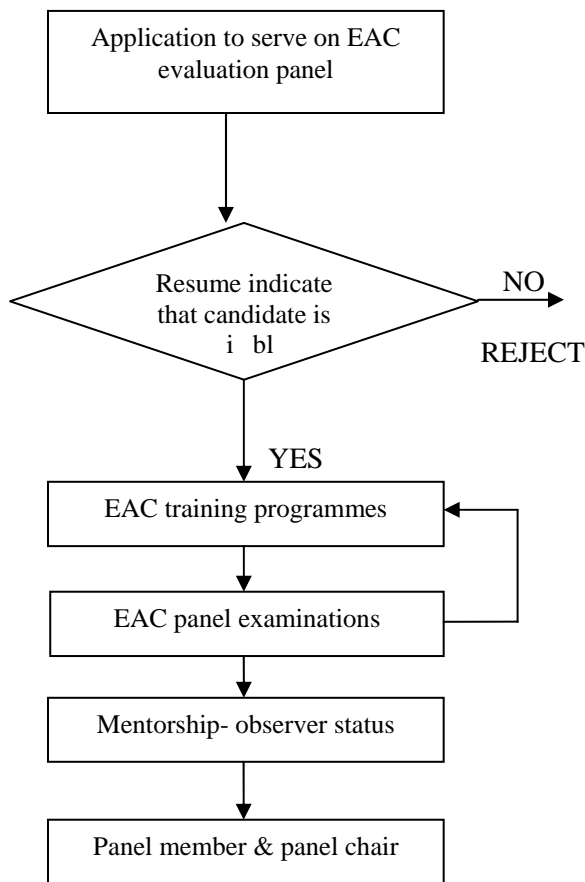 Application to serve on EAC
evaluation panel
Resume indicate
that candidate is
i bl
NO
REJECT
YES
EAC training programmes
EAC panel examinations
Mentorship- observer status
Panel member & panel chair